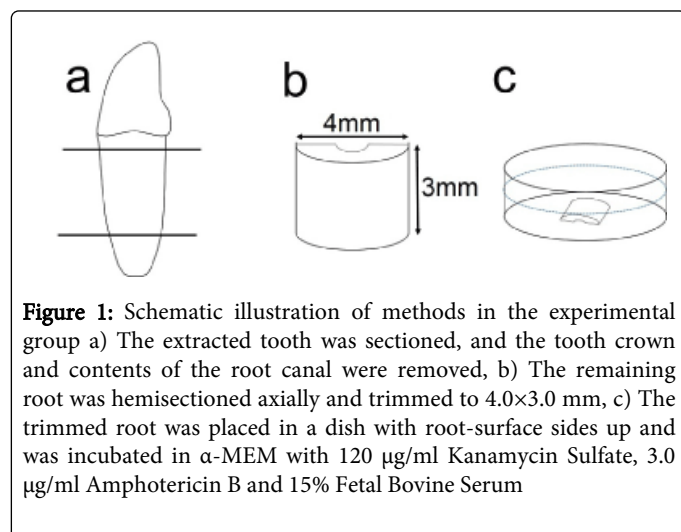 a
b
c
4mm
3mm
Figure 1: Schematic illustration of methods in the experimental
group a) The extracted tooth was sectioned, and the tooth crown
and contents of the root canal were removed, b) The remaining
root was hemisectioned axially and trimmed to 4.0×3.0 mm, c) The
trimmed root was placed in a dish with root-surface sides up and
was incubated in α-MEM with 120 μg/ml Kanamycin Sulfate, 3.0
μg/ml Amphotericin B and 15% Fetal Bovine Serum